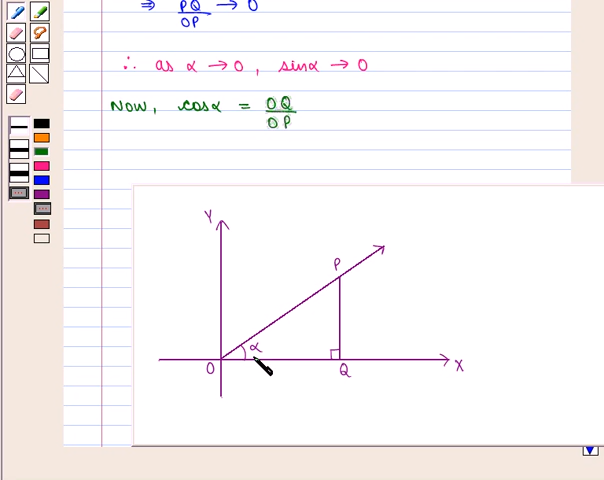 ⇒ PQ/OP → 0
∴ as α → 0, sinα → 0
Now, cosα = OQ/OP
Y
P
α
O
Q
X